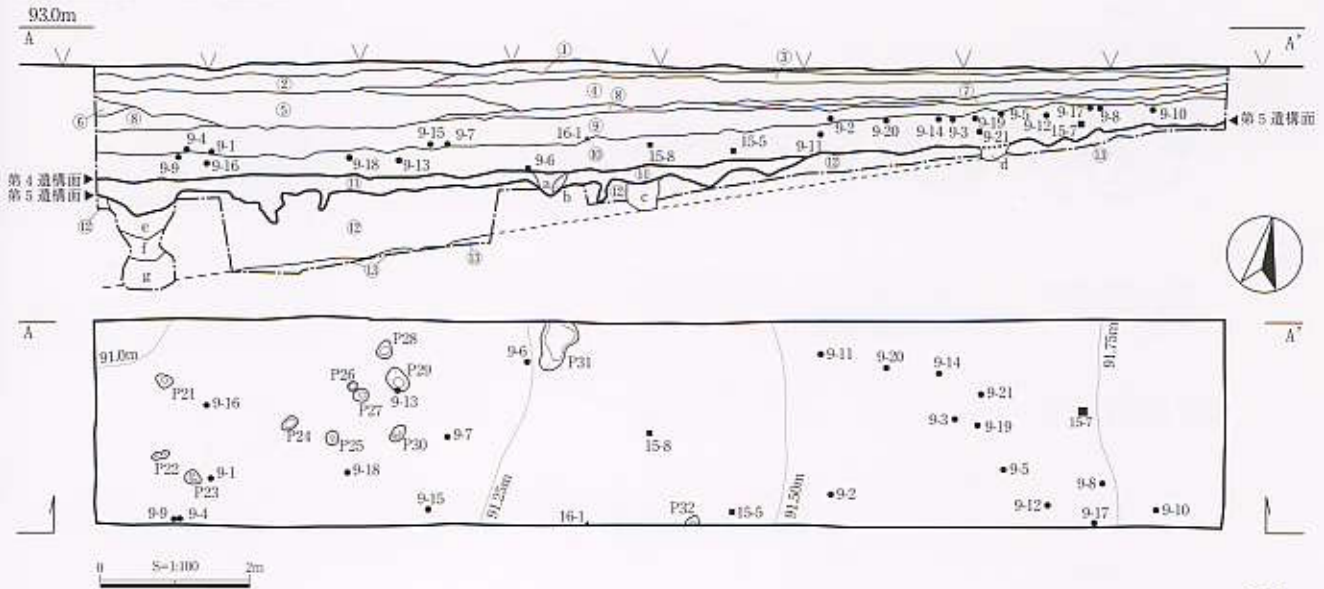 93.0m
A A'
① ③
② ④ ⑧ ⑦
⑥ ⑧ ⑤ ⑨
9-4 9-1 9-15 9-7 16-1 15-8 15-5 9-2 9-11 9-20 9-14 9-3 9-19 9-5 9-21 9-12 9-17 15-7 9-8 9-10
9-9 9-16 9-18 9-13 9-6 ⑩
第5遺構面
第4遺構面
第5遺構面
⑪ a b ⑫ c ⑪ ⑫ d ⑬
⑫ e f g ⑫ ⑬ ⑬
A A'
91.0m P28 9-6 P31 9-11 9-20 9-14 91.75m
P21 P26 P29 9-21
9-16 P27 9-13 9-3 15-7
P24 P25 P30 9-7 15-8 9-19
P22 9-1 9-18 9-5
P23 9-8
9-15 91.25m 91.50m 9-2 9-12
9-9 9-4 16-1 P32 15-5 9-17 9-10
0 S=1:100 2m